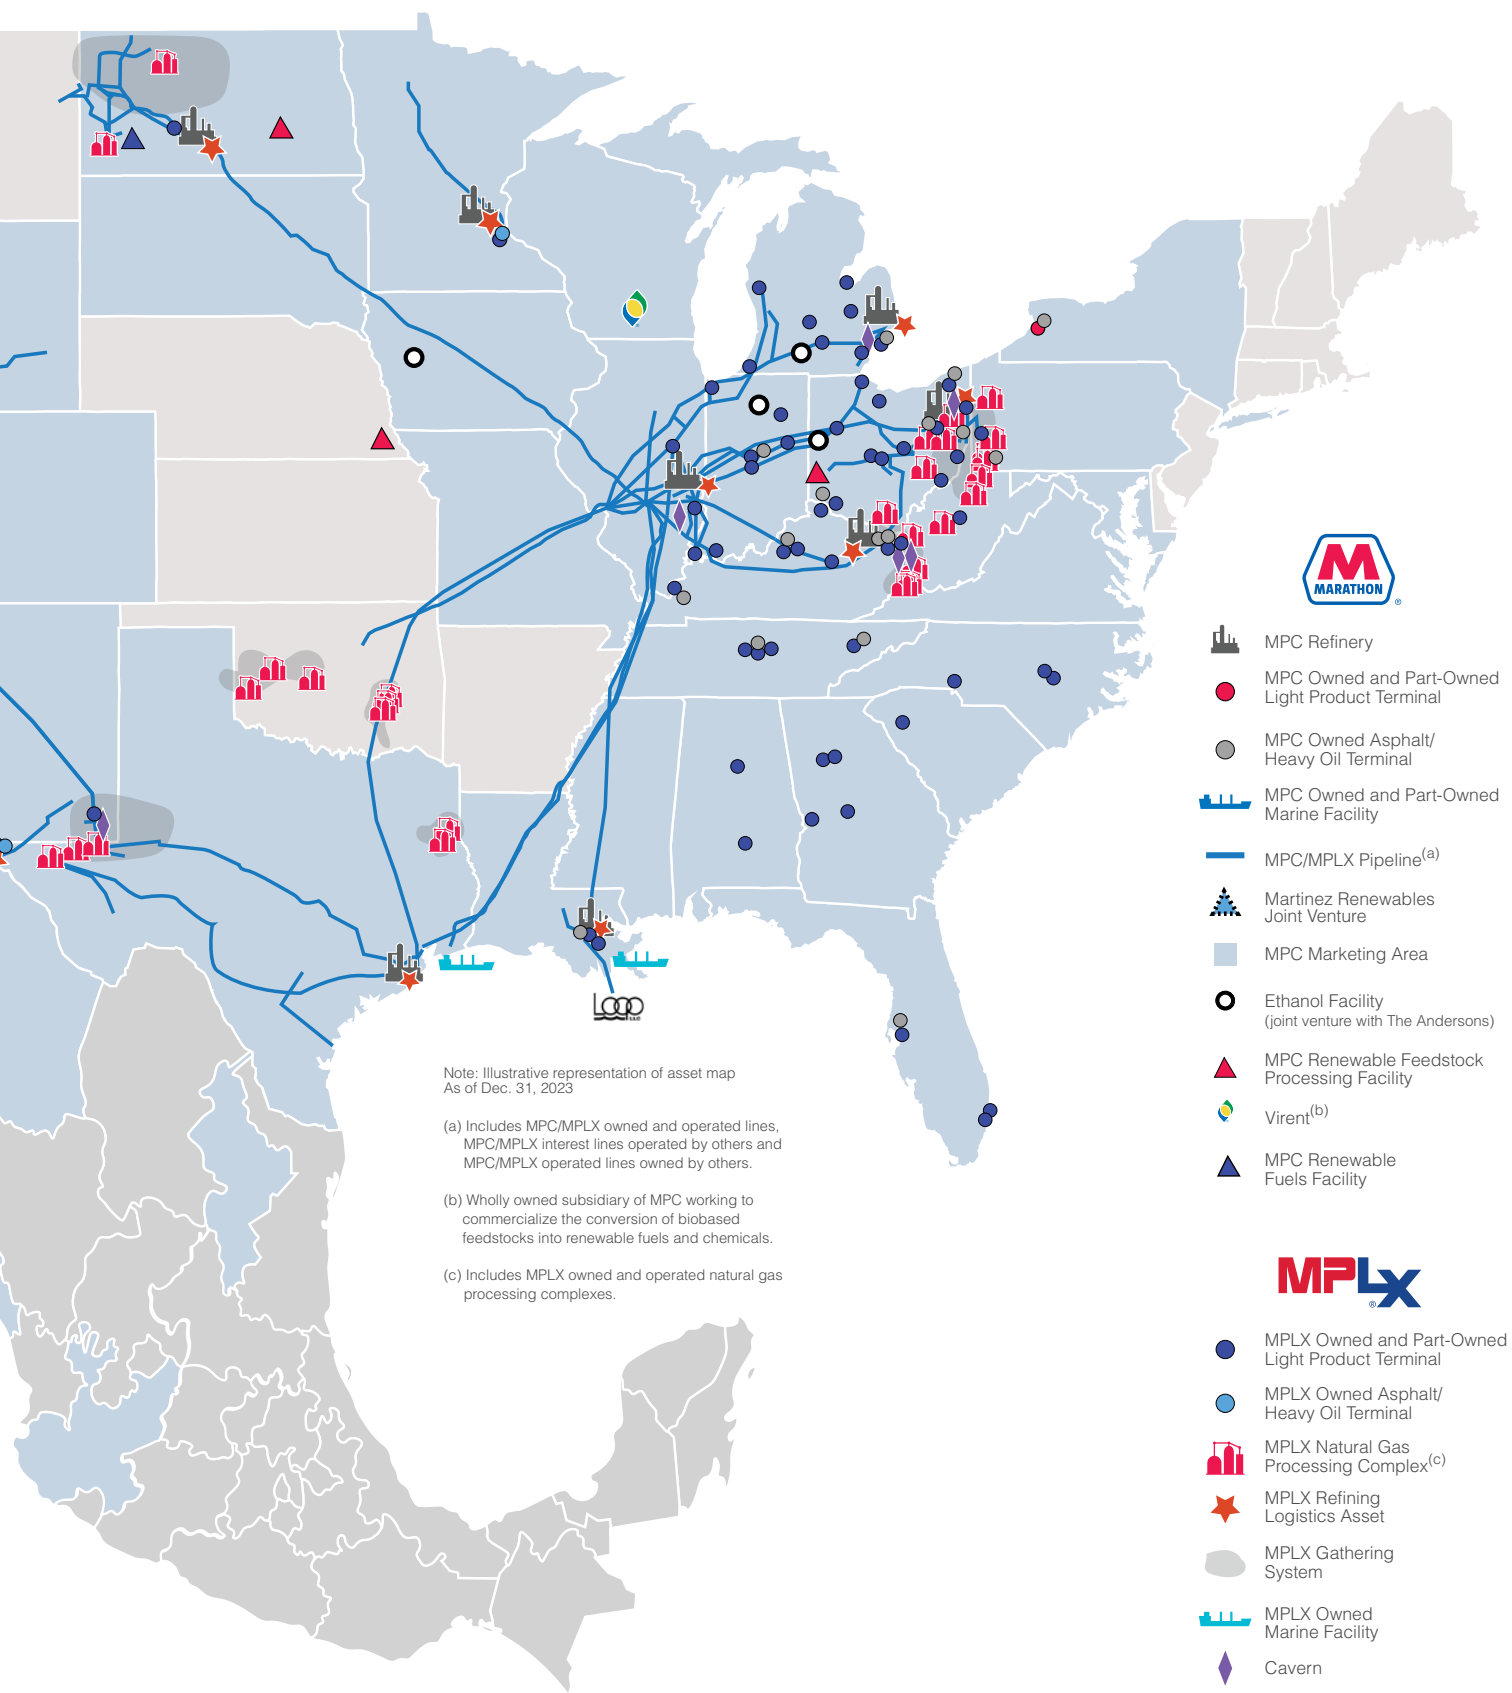 MARATHON
®
MPC Refinery
MPC Owned and Part-Owned
Light Product Terminal
MPC Owned Asphalt/
Heavy Oil Terminal
MPC Owned and Part-Owned
Marine Facility
MPC/MPLX Pipeline(a)
Martinez Renewables
Joint Venture
MPC Marketing Area
Ethanol Facility
(joint venture with The Andersons)
MPC Renewable Feedstock
Processing Facility
Virent(b)
MPC Renewable
Fuels Facility
LOOP
LLC
Note: Illustrative representation of asset map
As of Dec. 31, 2023
(a) Includes MPC/MPLX owned and operated lines,
MPC/MPLX interest lines operated by others and
MPC/MPLX operated lines owned by others.
(b) Wholly owned subsidiary of MPC working to
commercialize the conversion of biobased
feedstocks into renewable fuels and chemicals.
(c) Includes MPLX owned and operated natural gas
processing complexes.
MPLX
®
MPLX Owned and Part-Owned
Light Product Terminal
MPLX Owned Asphalt/
Heavy Oil Terminal
MPLX Natural Gas
Processing Complex(c)
MPLX Refining
Logistics Asset
MPLX Gathering
System
MPLX Owned
Marine Facility
Cavern